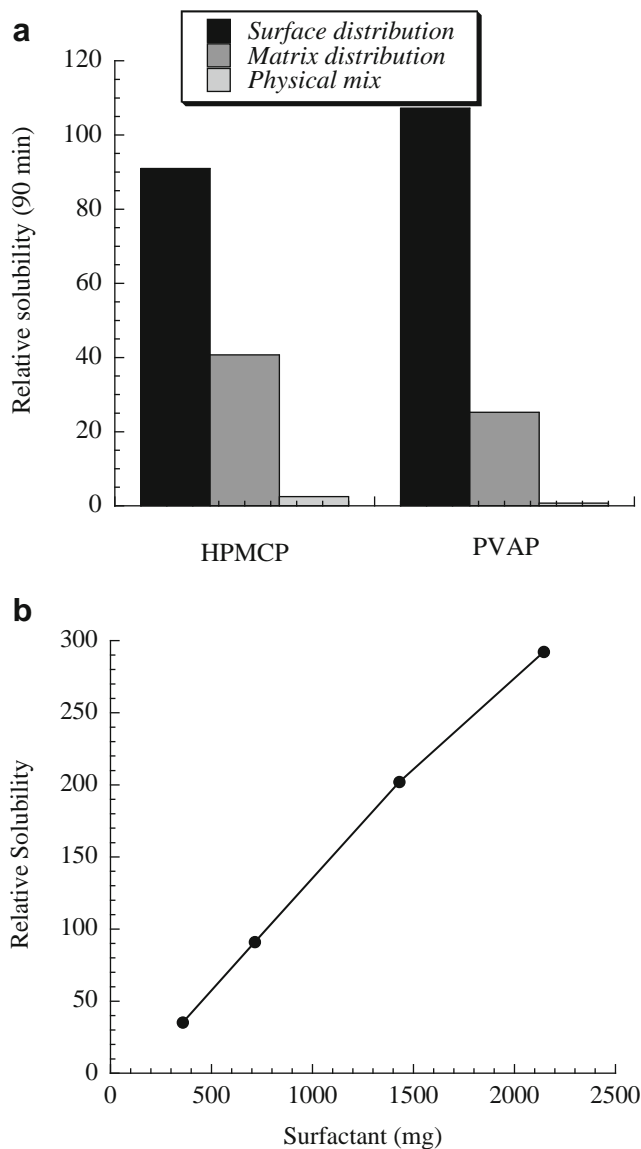 a
Surface distribution
Matrix distribution
Physical mix
Relative solubility (90 min)
120
100
80
60
40
20
0
HPMCP PVAP
b
Relative Solubility
300
250
200
150
100
50
0
0 500 1000 1500 2000 2500
Surfactant (mg)